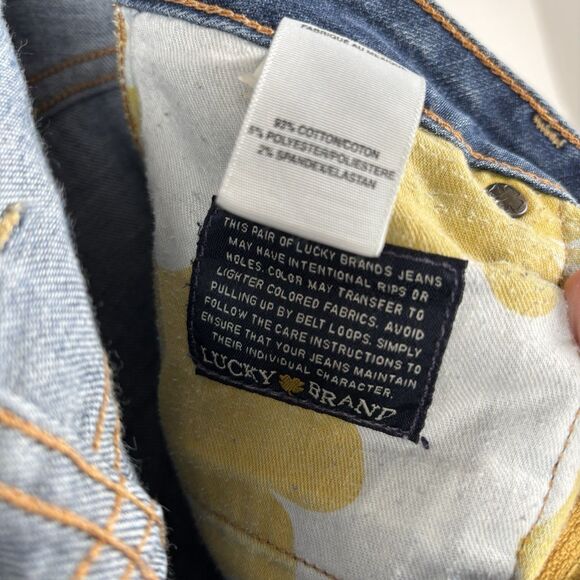 FABRIQUÉ AU MEXIQUE
92% COTTON/COTON
6% POLYESTER/POLIESTERE
2% SPANDEX/ELASTAN
THIS PAIR OF LUCKY BRANDS JEANS
MAY HAVE INTENTIONAL RIPS OR
HOLES. COLOR MAY TRANSFER TO
LIGHTER COLORED FABRICS. AVOID
PULLING UP BY BELT LOOPS. SIMPLY
FOLLOW THE CARE INSTRUCTIONS TO
ENSURE THAT YOUR JEANS MAINTAIN
THEIR INDIVIDUAL CHARACTER.
LUCKY BRAND